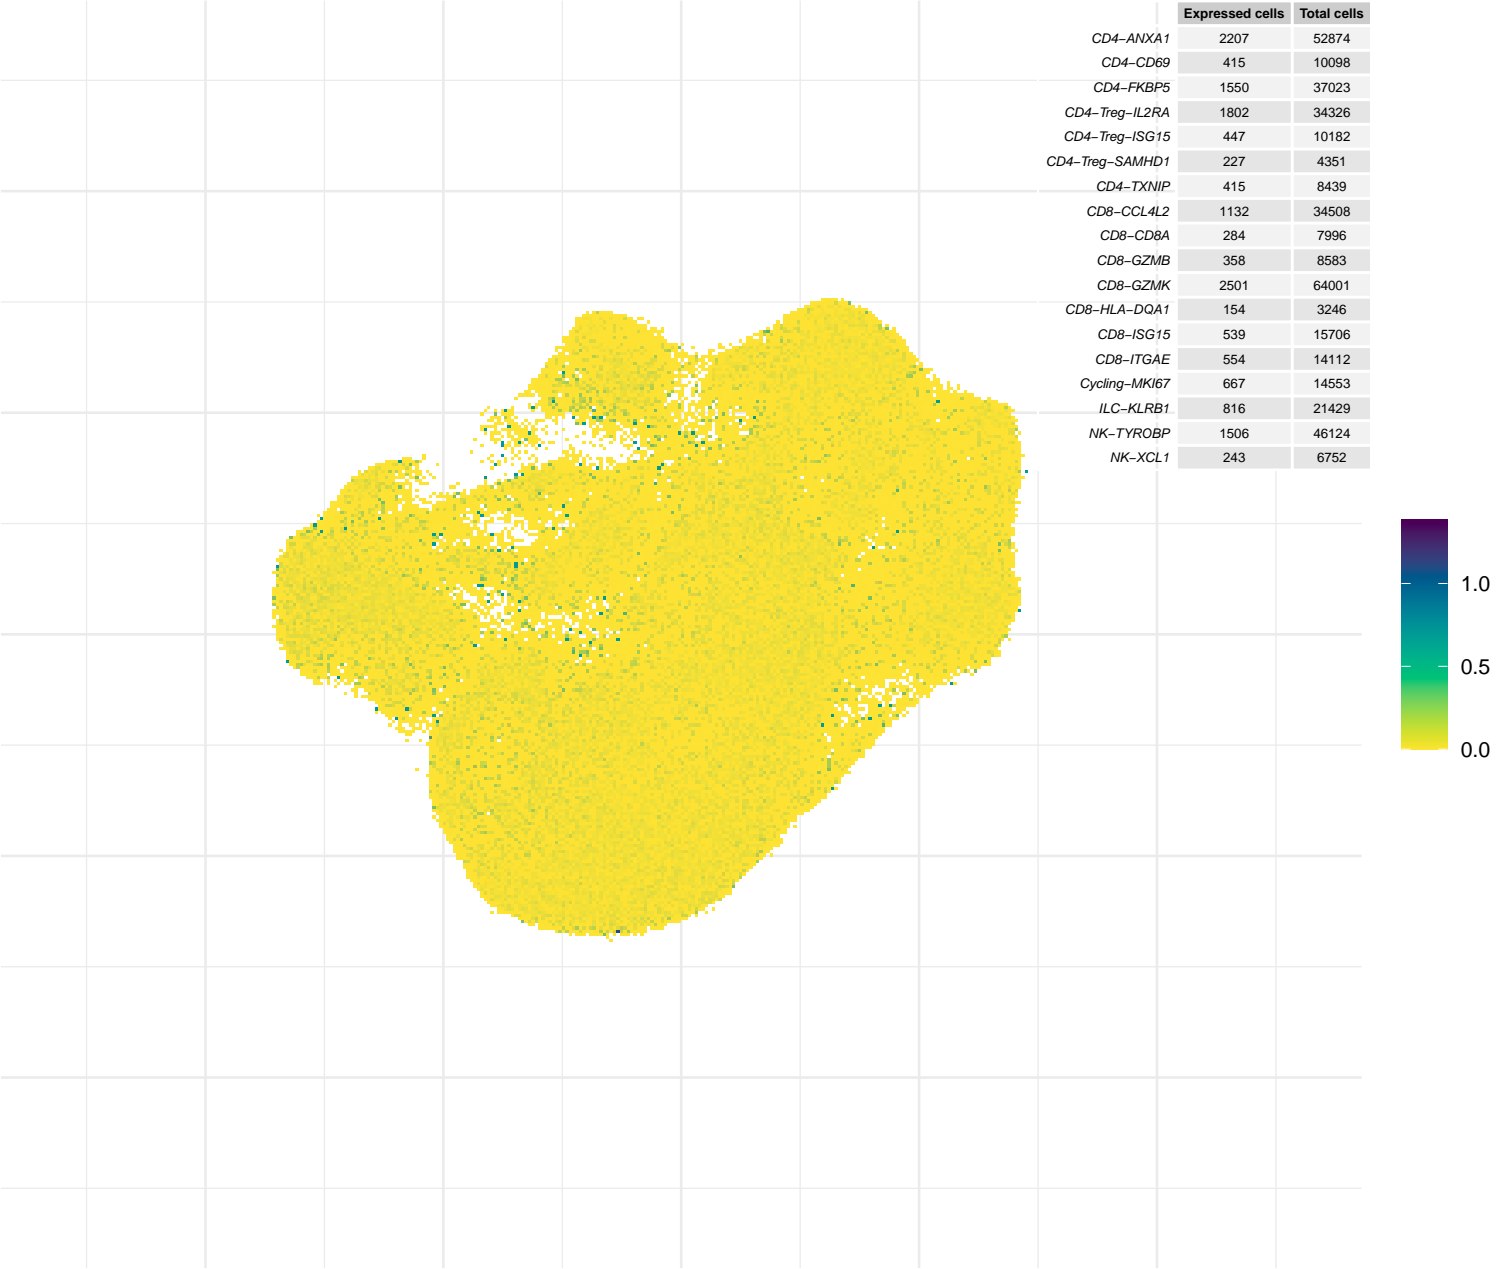 Expressed cells Total cells
CD4−ANXA1 2207 52874
CD4−CD69 415 10098
CD4−FKBP5 1550 37023
CD4−Treg−IL2RA 1802 34326
CD4−Treg−ISG15 447 10182
CD4−Treg−SAMHD1 227 4351
CD4−TXNIP 415 8439
CD8−CCL4L2 1132 34508
CD8−CD8A 284 7996
CD8−GZMB 358 8583
CD8−GZMK 2501 64001
CD8−HLA−DQA1 154 3246
CD8−ISG15 539 15706
CD8−ITGAE 554 14112
Cycling−MKI67 667 14553
ILC−KLRB1 816 21429
NK−TYROBP 1506 46124
NK−XCL1 243 6752
1.0
0.5
0.0